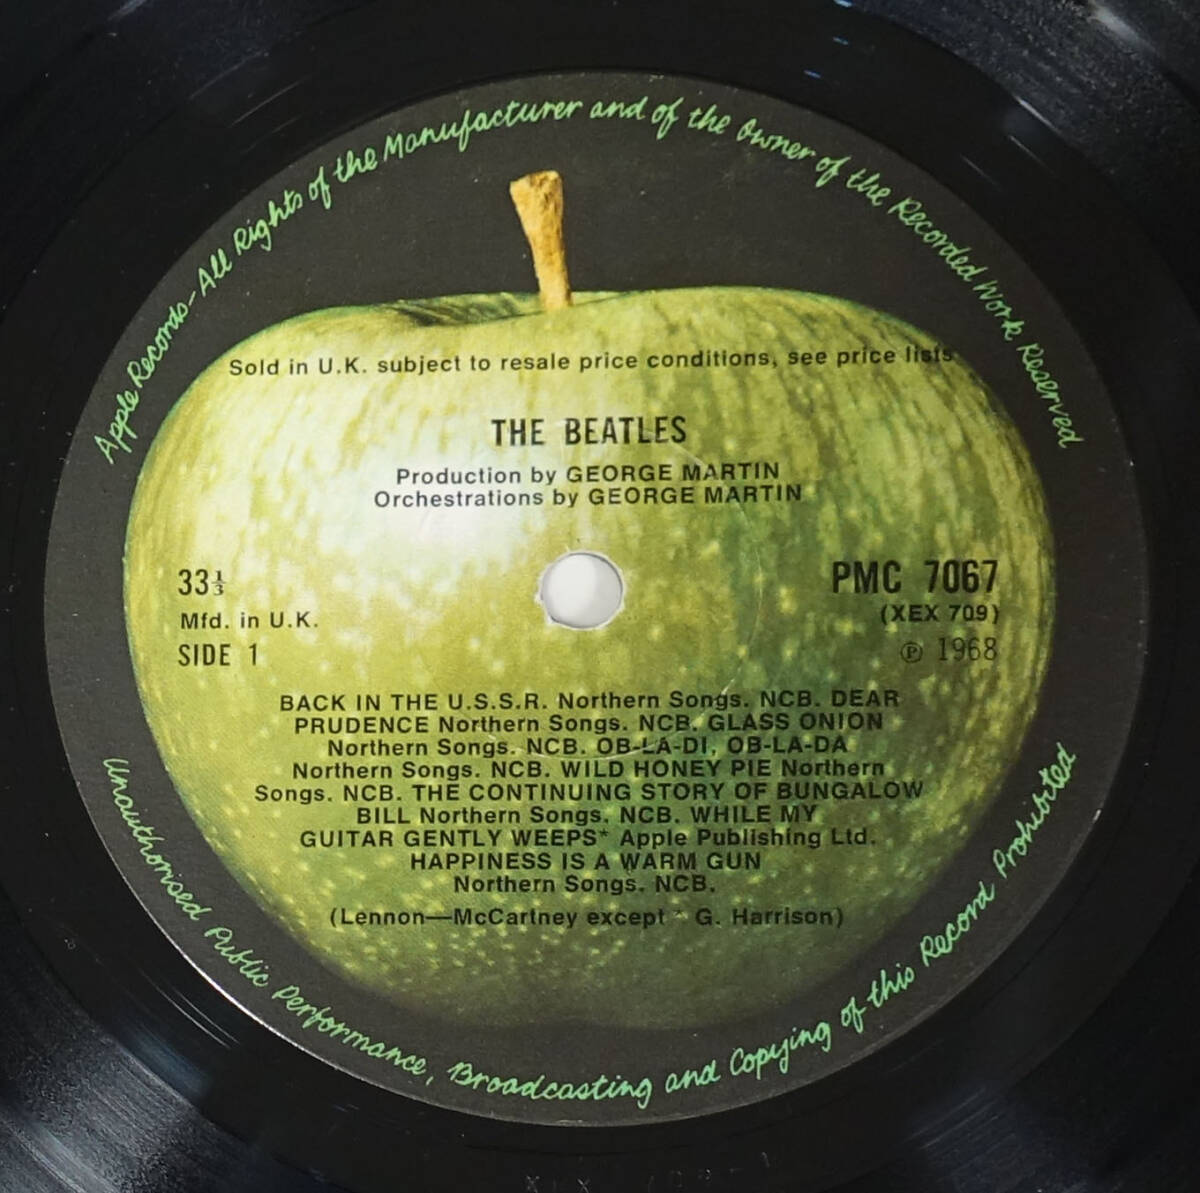 Apple Records-All Rights of the Manufacturer and of the Owner of the Recorded Work Reserved
Sold in U.K. subject to resale price conditions, see price lists
THE BEATLES
Production by GEORGE MARTIN
Orchestrations by GEORGE MARTIN
33⅓
Mfd. in U.K.
SIDE 1
PMC 7067
(XEX 709)
℗ 1968
BACK IN THE U.S.S.R. Northern Songs. NCB. DEAR
PRUDENCE Northern Songs. NCB. GLASS ONION
Northern Songs. NCB. OB-LA-DI, OB-LA-DA
Northern Songs. NCB. WILD HONEY PIE Northern
Songs. NCB. THE CONTINUING STORY OF BUNGALOW
BILL Northern Songs. NCB. WHILE MY
GUITAR GENTLY WEEPS* Apple Publishing Ltd.
HAPPINESS IS A WARM GUN
Northern Songs. NCB.
(Lennon—McCartney except * G. Harrison)
Unauthorised Public Performance, Broadcasting and Copying of this Record Prohibited